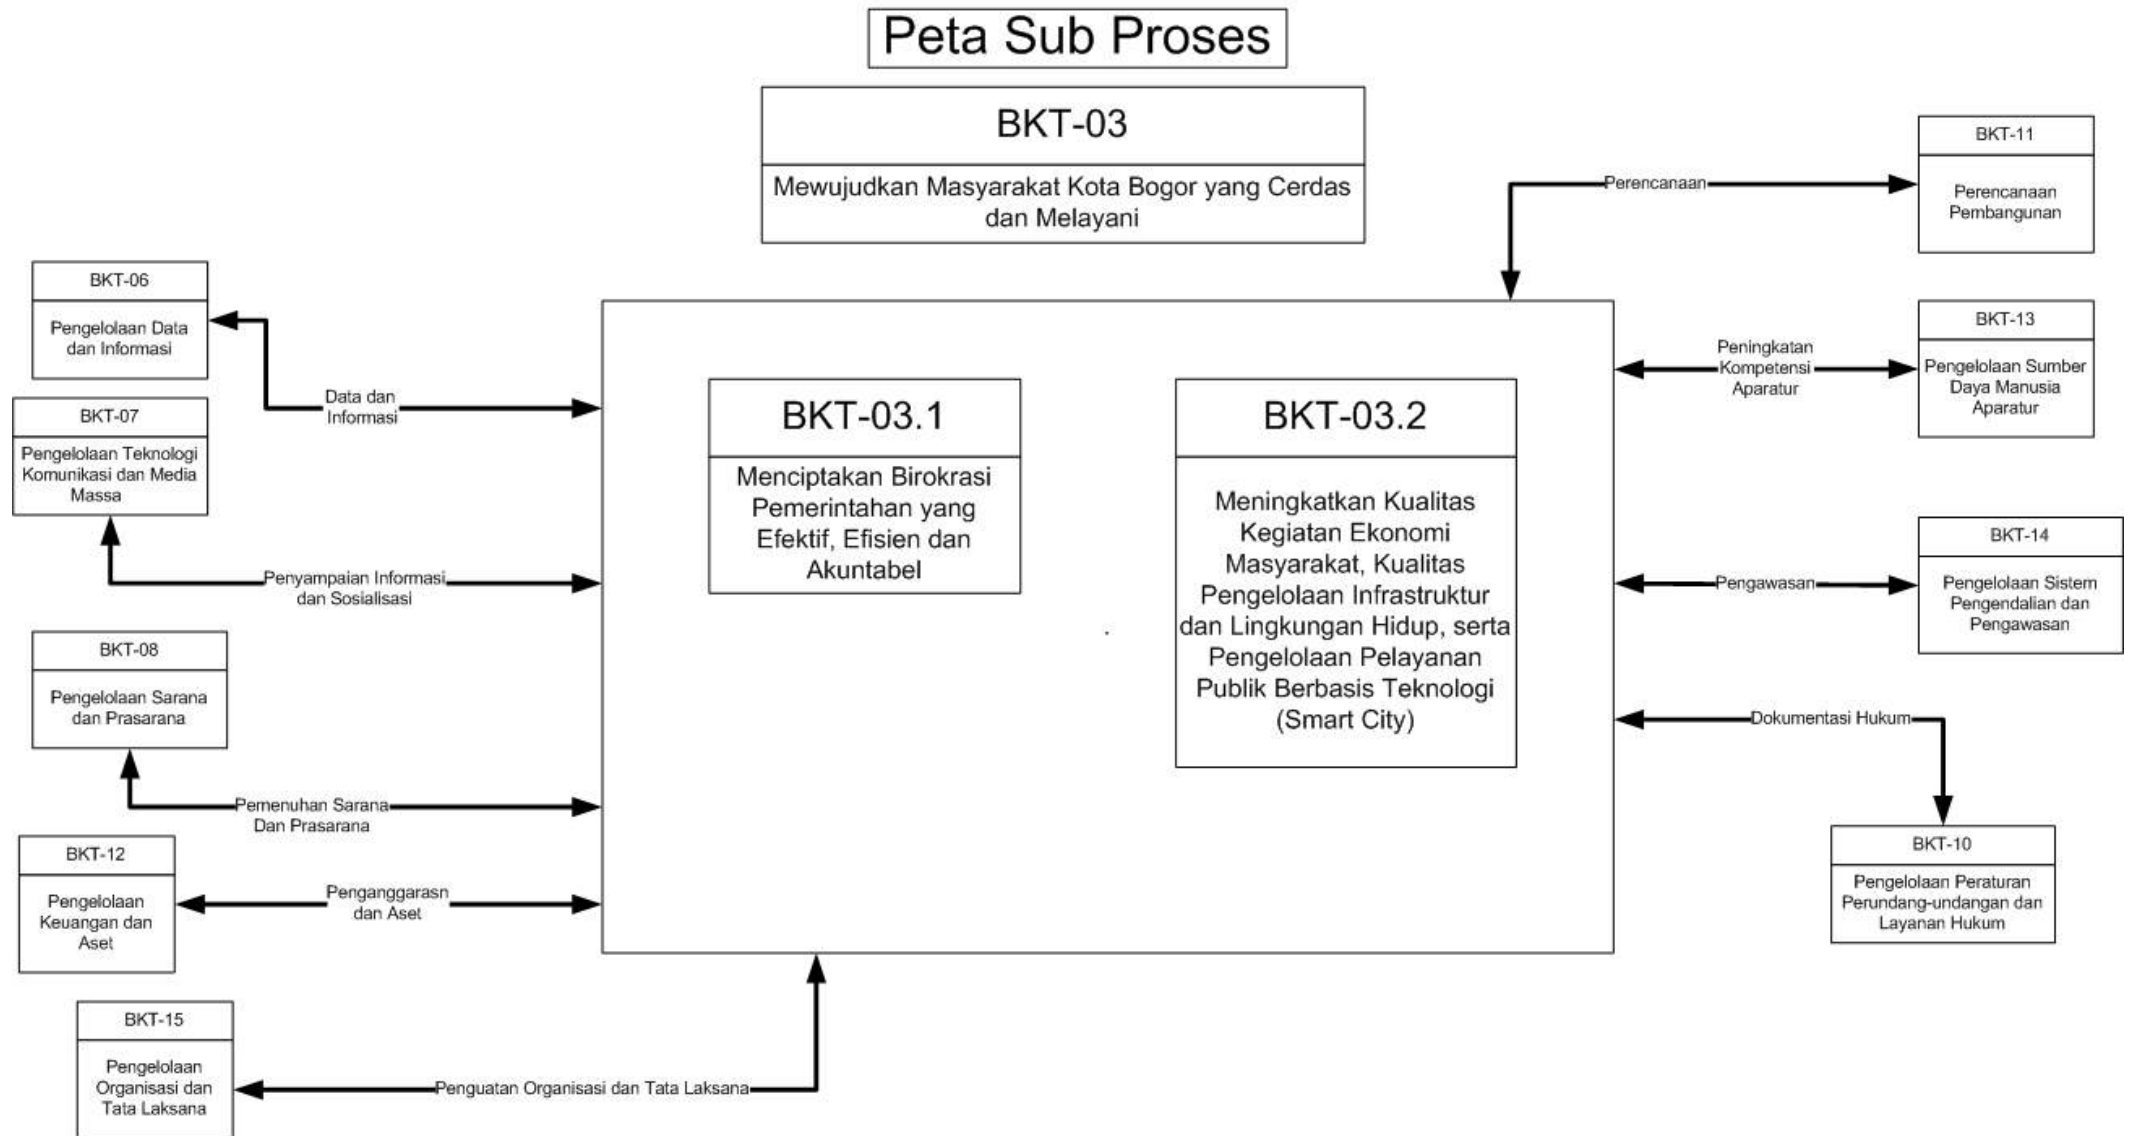 Peta Sub Proses
BKT-03
Mewujudkan Masyarakat Kota Bogor yang Cerdas
dan Melayani
BKT-11
Perencanaan
Pembangunan
Perencanaan
BKT-06
Pengelolaan Data
dan Informasi
Data dan
Informasi
BKT-07
Pengelolaan Teknologi
Komunikasi dan Media
Massa
Penyampaian Informasi
dan Sosialisasi
BKT-08
Pengelolaan Sarana
dan Prasarana
Pemenuhan Sarana
Dan Prasarana
BKT-12
Pengelolaan
Keuangan dan
Aset
Penganggarasn
dan Aset
BKT-15
Pengelolaan
Organisasi dan
Tata Laksana
Penguatan Organisasi dan Tata Laksana
BKT-03.1
Menciptakan Birokrasi
Pemerintahan yang
Efektif, Efisien dan
Akuntabel
BKT-03.2
Meningkatkan Kualitas
Kegiatan Ekonomi
Masyarakat, Kualitas
Pengelolaan Infrastruktur
dan Lingkungan Hidup, serta
Pengelolaan Pelayanan
Publik Berbasis Teknologi
(Smart City)
Peningkatan
Kompetensi
Aparatur
BKT-13
Pengelolaan Sumber
Daya Manusia
Aparatur
Pengawasan
BKT-14
Pengelolaan Sistem
Pengendalian dan
Pengawasan
Dokumentasi Hukum
BKT-10
Pengelolaan Peraturan
Perundang-undangan dan
Layanan Hukum